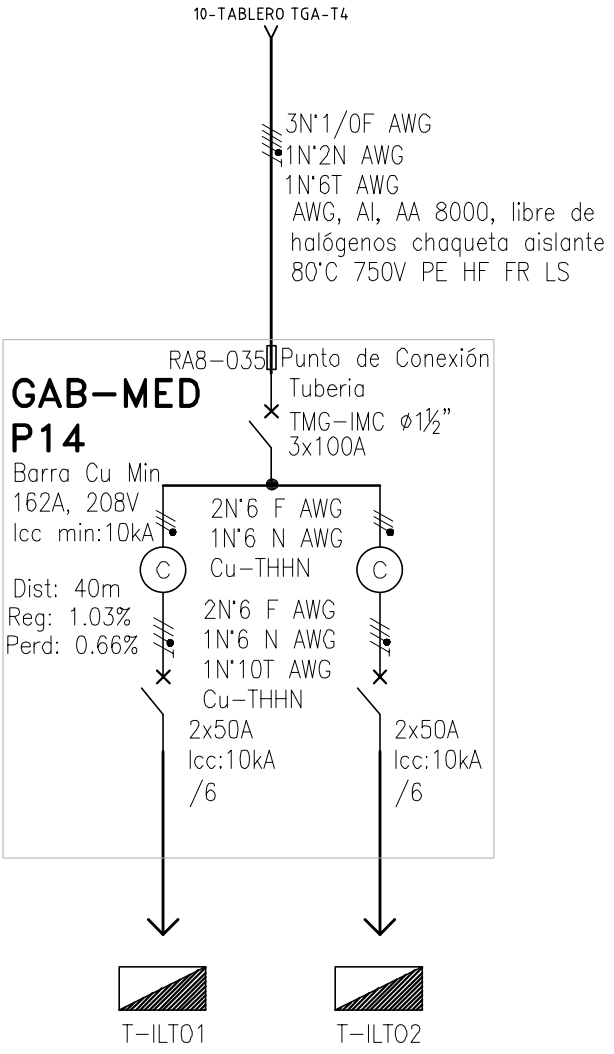 10-TABLERO TGA-T4
3N°1/0F AWG
1N°2N AWG
1N°6T AWG
AWG, Al, AA 8000, libre de
halógenos chaqueta aislante
80°C 750V PE HF FR LS
RA8-035
Punto de Conexión
Tuberia
TMG-IMC ϕ1½"
3x100A
GAB-MED
P14
Barra Cu Min
162A, 208V
Icc min:10kA
Dist: 40m
Reg: 1.03%
Perd: 0.66%
2N°6 F AWG
1N°6 N AWG
Cu-THHN
C
C
2N°6 F AWG
1N°6 N AWG
1N°10T AWG
Cu-THHN
2x50A
Icc:10kA
/6
2x50A
Icc:10kA
/6
T-ILT01
T-ILT02